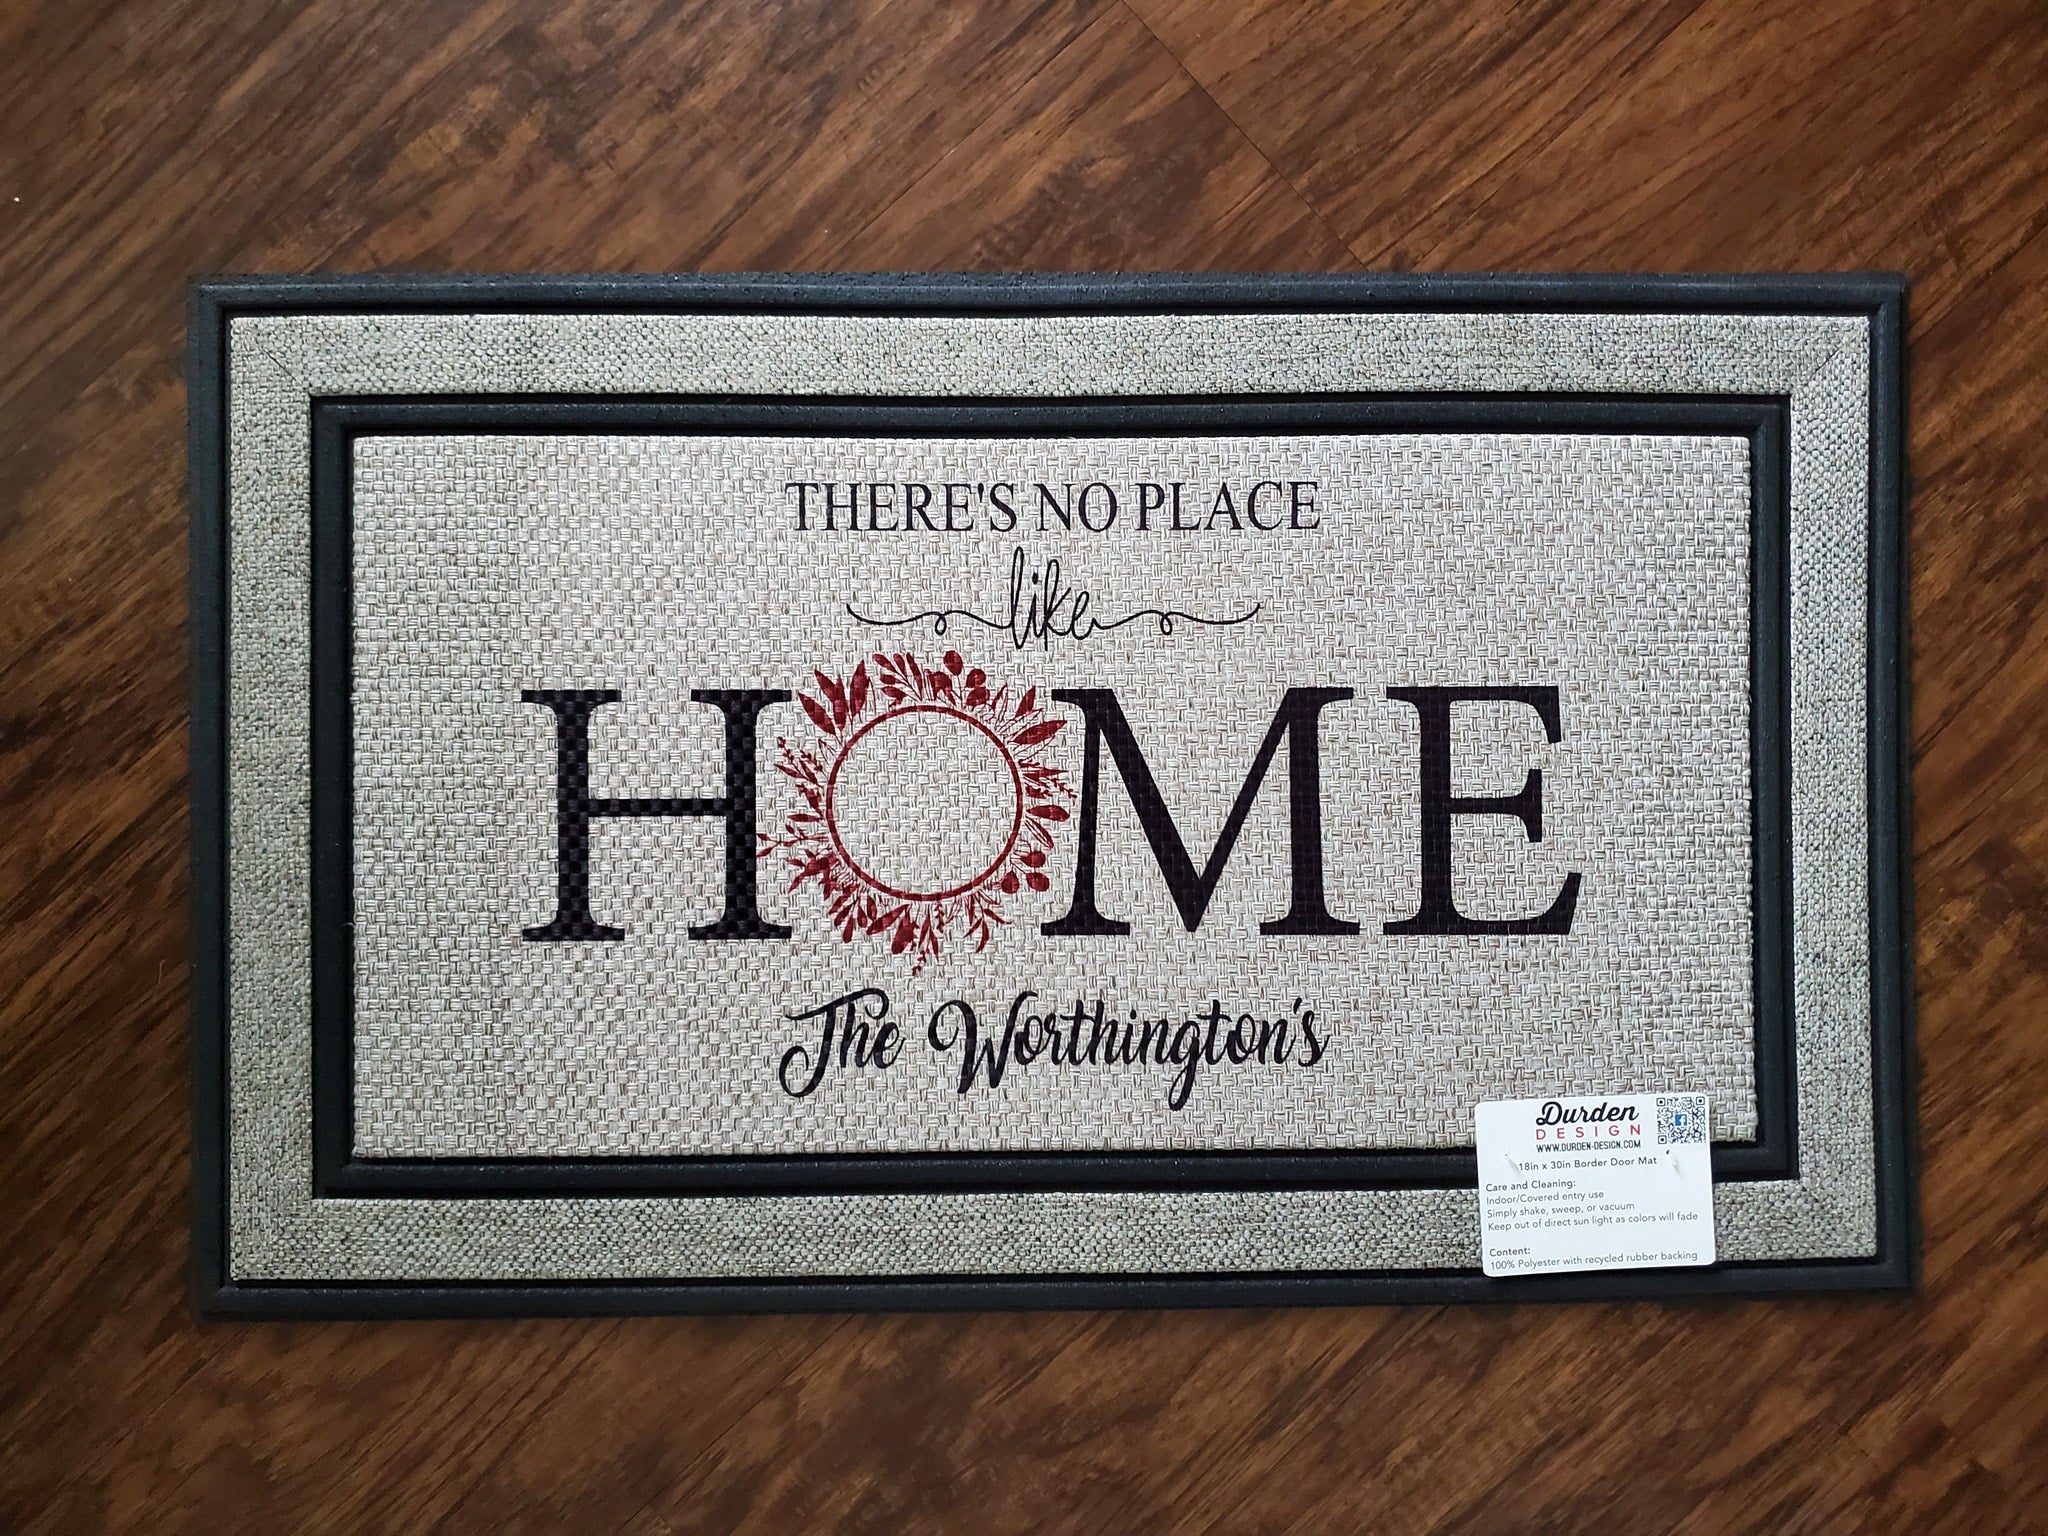 THERE'S NO PLACE
like
HOME
The Worthington's
Durden
DESIGN
WWW.DURDEN-DESIGN.COM
18in x 30in Border Door Mat
Care and Cleaning:
Indoor/Covered entry use
Simply shake, sweep, or vacuum
Keep out of direct sun light as colors will fade
Content:
100% Polyester with recycled rubber backing